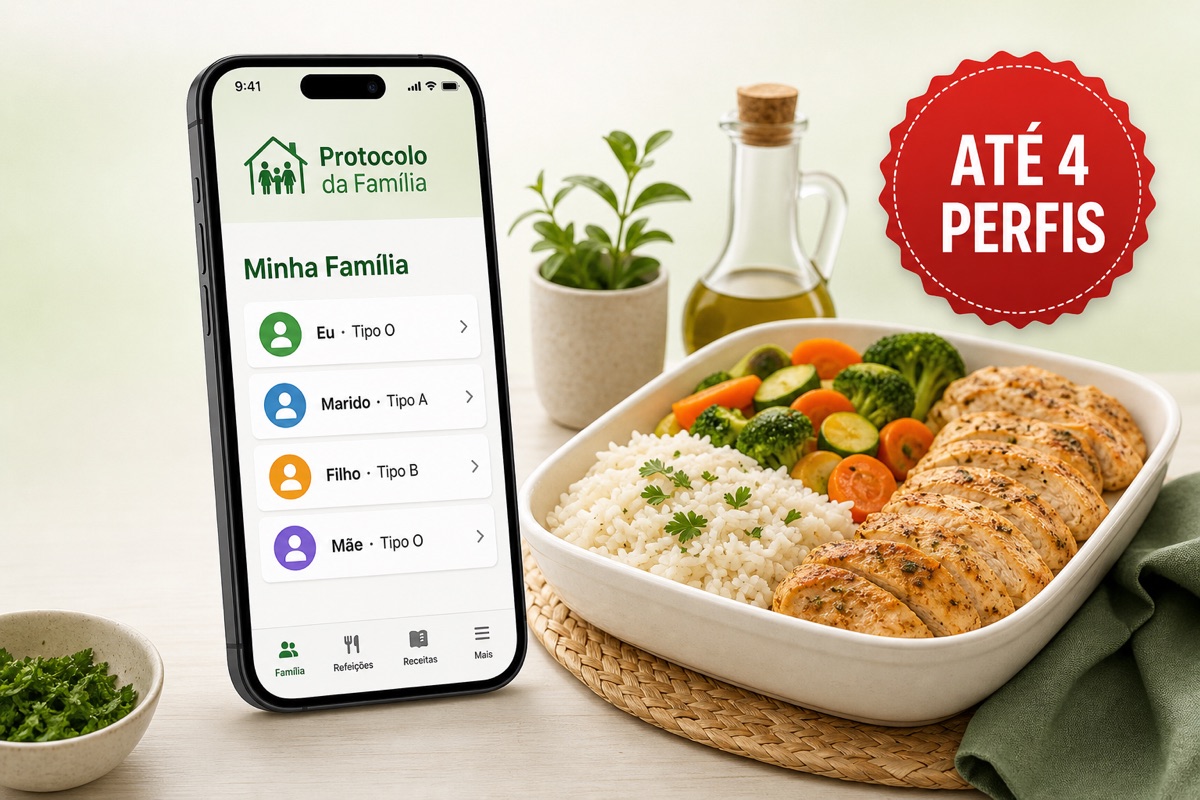 9:41
Protocolo
da Família
Minha Família
Eu · Tipo O
Marido · Tipo A
Filho · Tipo B
Mãe · Tipo O
Família
Refeições
Receitas
Mais
ATÉ 4
PERFIS